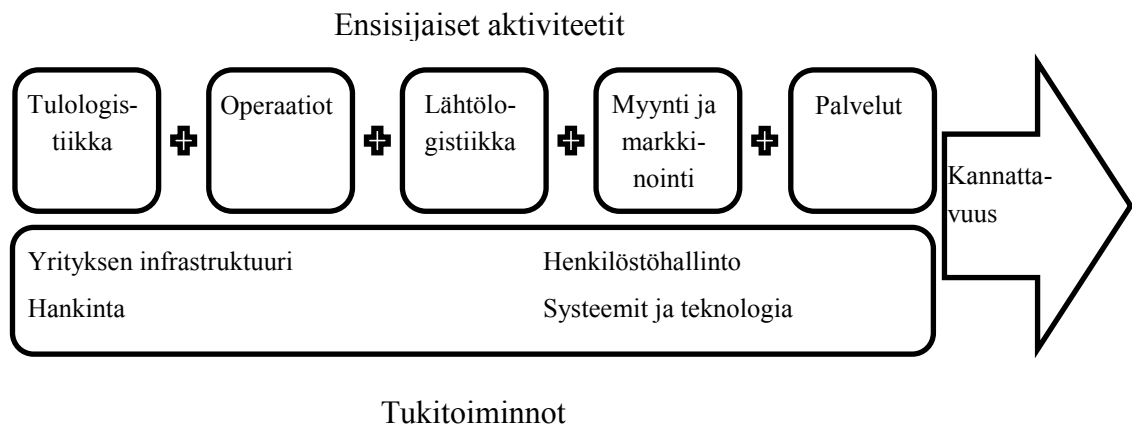 Ensisijaiset aktiviteetit
Tulologis-
tiikka
Operaatiot
Lähtölo-
gistiikka
Myynti ja
markki-
nointi
Palvelut
Kannatta-
vuus
Yrityksen infrastruktuuri
Henkilöstöhallinto
Hankinta
Systeemit ja teknologia
Tukitoiminnot